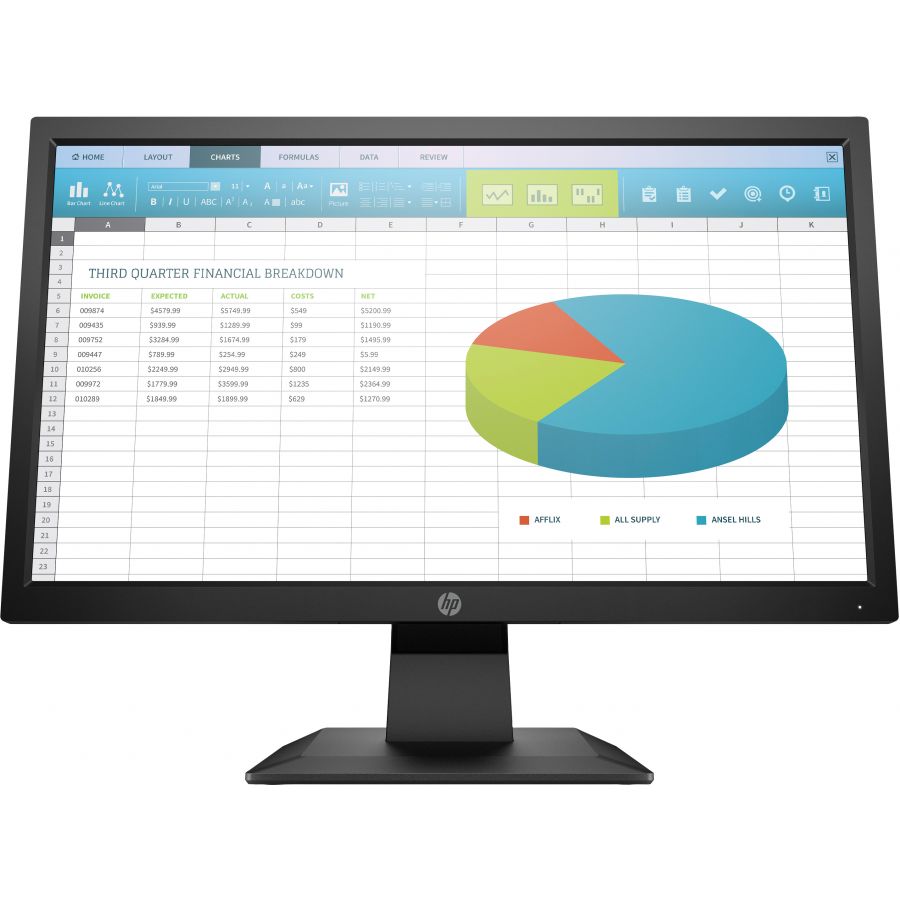 HOME LAYOUT CHARTS FORMULAS DATA REVIEW
Arial 11 A a Aa
Bar Chart Line Chart B I U ABC A² A, A abc Picture
A B C D E F G H I J K
1
2
3 THIRD QUARTER FINANCIAL BREAKDOWN
4
5 INVOICE EXPECTED ACTUAL COSTS NET
6 009874 $4579.99 $5749.99 $549 $5200.99
7 009435 $939.99 $1289.99 $99 $1190.99
8 009752 $3284.99 $1674.99 $179 $1495.99
9 009447 $789.99 $254.99 $249 $5.99
10 010256 $2249.99 $2949.99 $800 $2149.99
11 009972 $1779.99 $3599.99 $1235 $2364.99
12 010289 $1849.99 $1899.99 $629 $1270.99
13
14
15
16
17
18
19
20 AFFLIX ALL SUPPLY ANSEL HILLS
21
22
23
hp